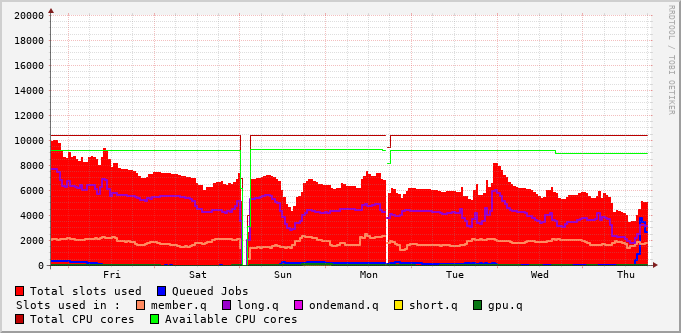 20000
18000
16000
14000
12000
10000
8000
6000
4000
2000
0
Fri Sat Sun Mon Tue Wed Thu
RRDTOOL / TOBI OETIKER
Total slots used Queued Jobs
Slots used in : member.q long.q ondemand.q short.q gpu.q
Total CPU cores Available CPU cores